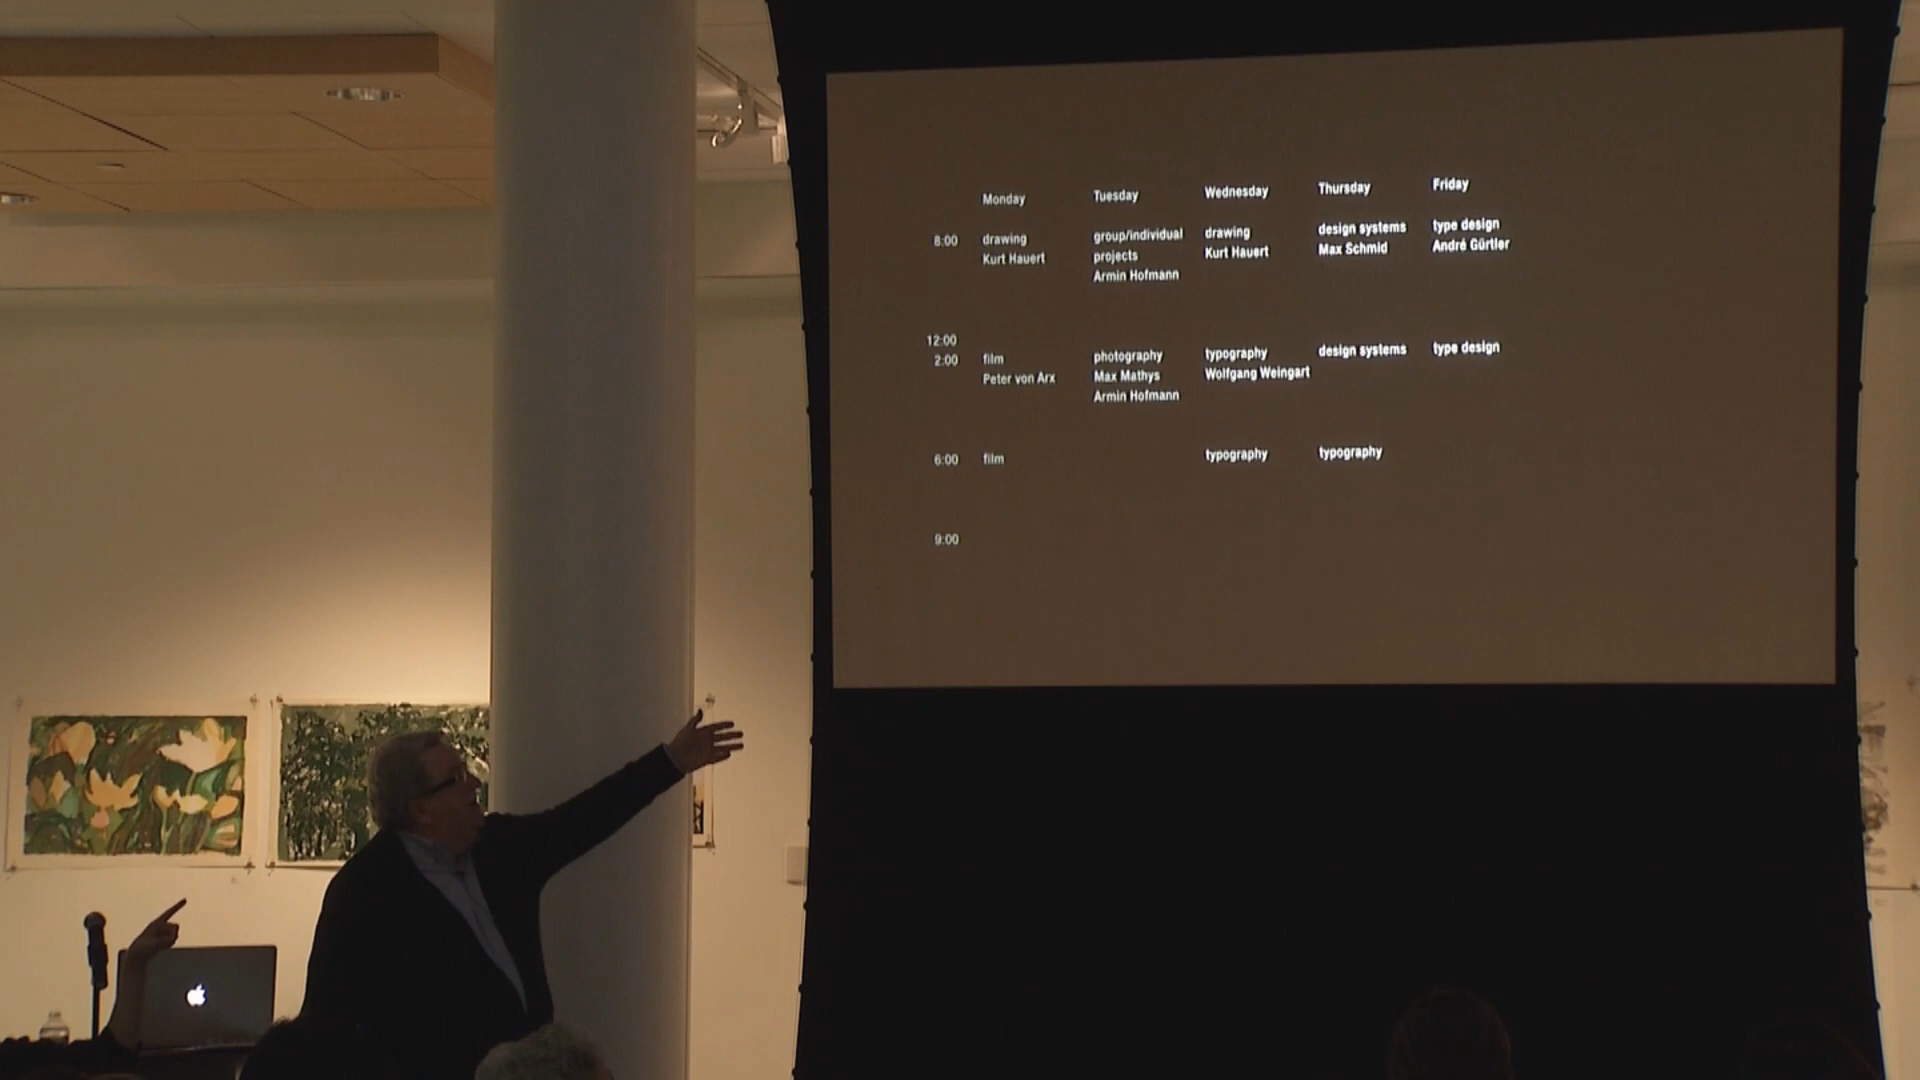 Monday Tuesday Wednesday Thursday Friday
8:00 drawing group/individual drawing design systems type design
Kurt Hauert projects Kurt Hauert Max Schmid André Gürtler
Armin Hofmann
12:00
2:00 film photography typography design systems type design
Peter von Arx Max Mathys Wolfgang Weingart
Armin Hofmann
6:00 film typography typography
9:00